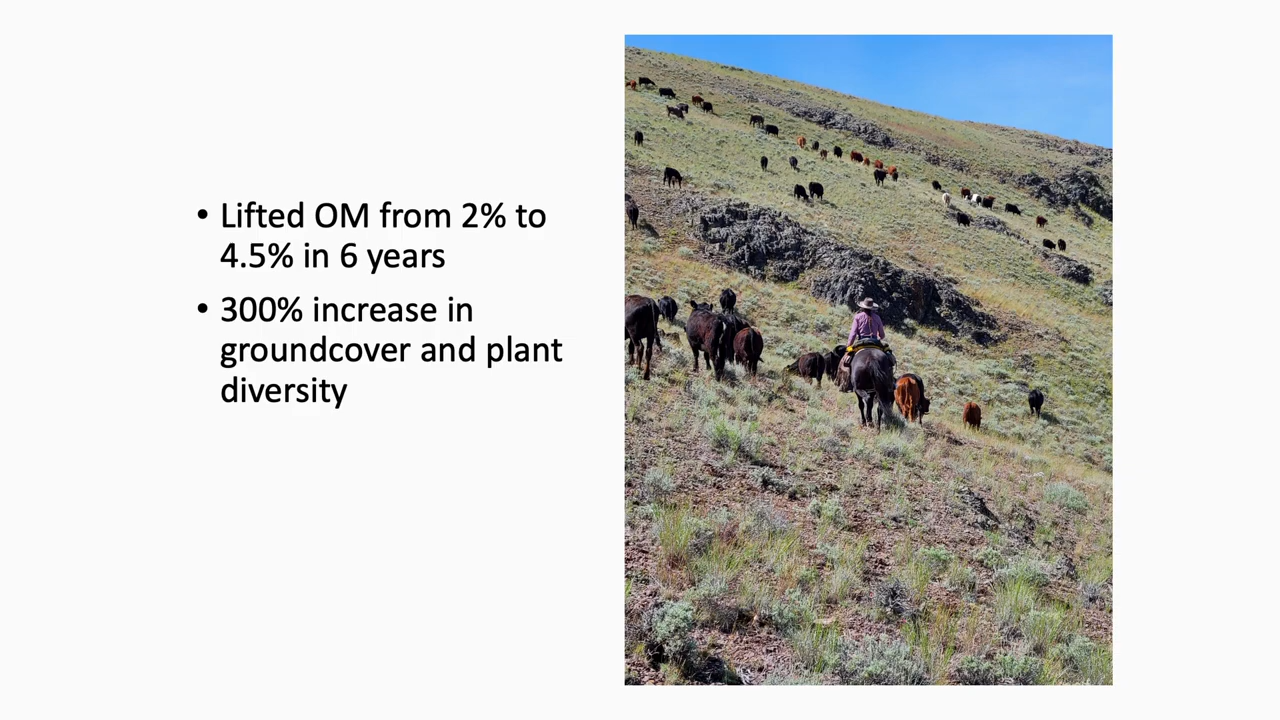 • Lifted OM from 2% to
4.5% in 6 years
• 300% increase in
groundcover and plant
diversity